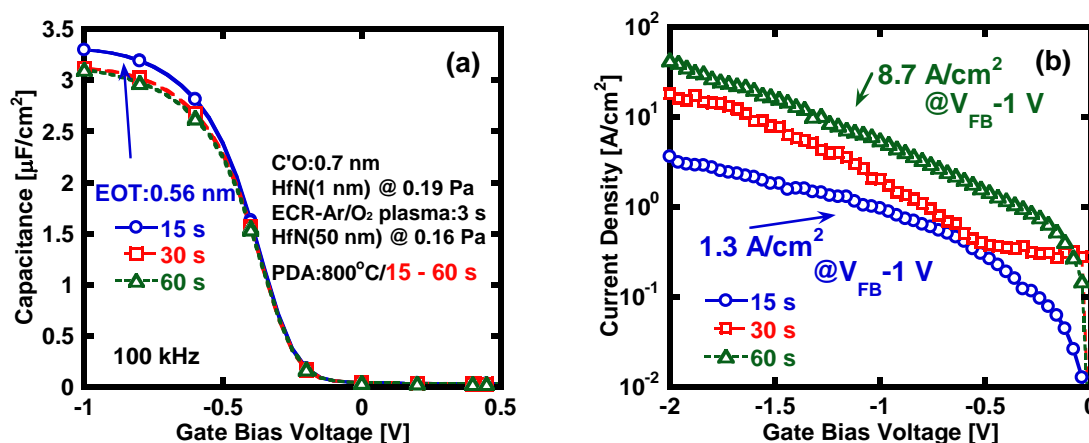 (a)
Capacitance [µF/cm²]
3.5
3
2.5
2
1.5
1
0.5
0
-1
-0.5
0
0.5
Gate Bias Voltage [V]
EOT:0.56 nm
15 s
30 s
60 s
100 kHz
C'O:0.7 nm
HfN(1 nm) @ 0.19 Pa
ECR-Ar/O₂ plasma:3 s
HfN(50 nm) @ 0.16 Pa
PDA:800°C/15 - 60 s
(b)
Current Density [A/cm²]
10²
10¹
10⁰
10⁻¹
10⁻²
-2
-1.5
-1
-0.5
0
Gate Bias Voltage [V]
8.7 A/cm²
@V_FB-1 V
1.3 A/cm²
@V_FB-1 V
15 s
30 s
60 s